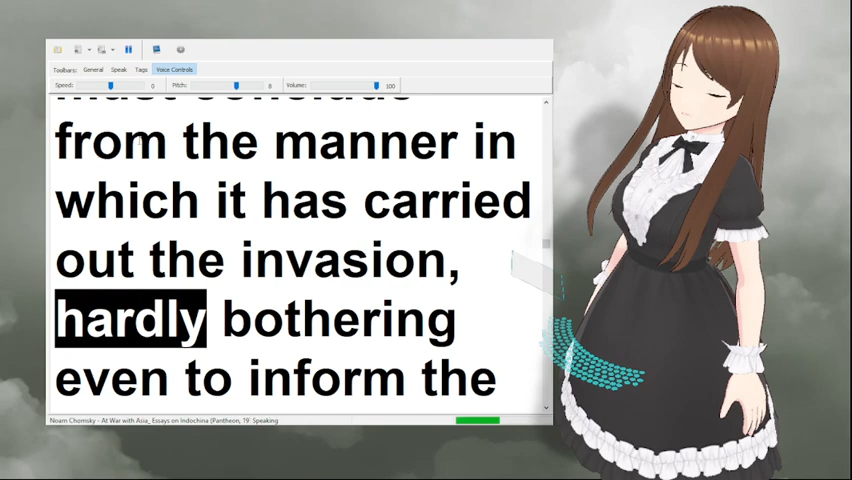 Toolbars: General Speak Tags Voice Controls
Speed: 0 Pitch: 8 Volume: 100
from the manner in
which it has carried
out the invasion,
hardly bothering
even to inform the
Noam Chomsky - At War with Asia_ Essays on Indochina (Pantheon, 19 Speaking